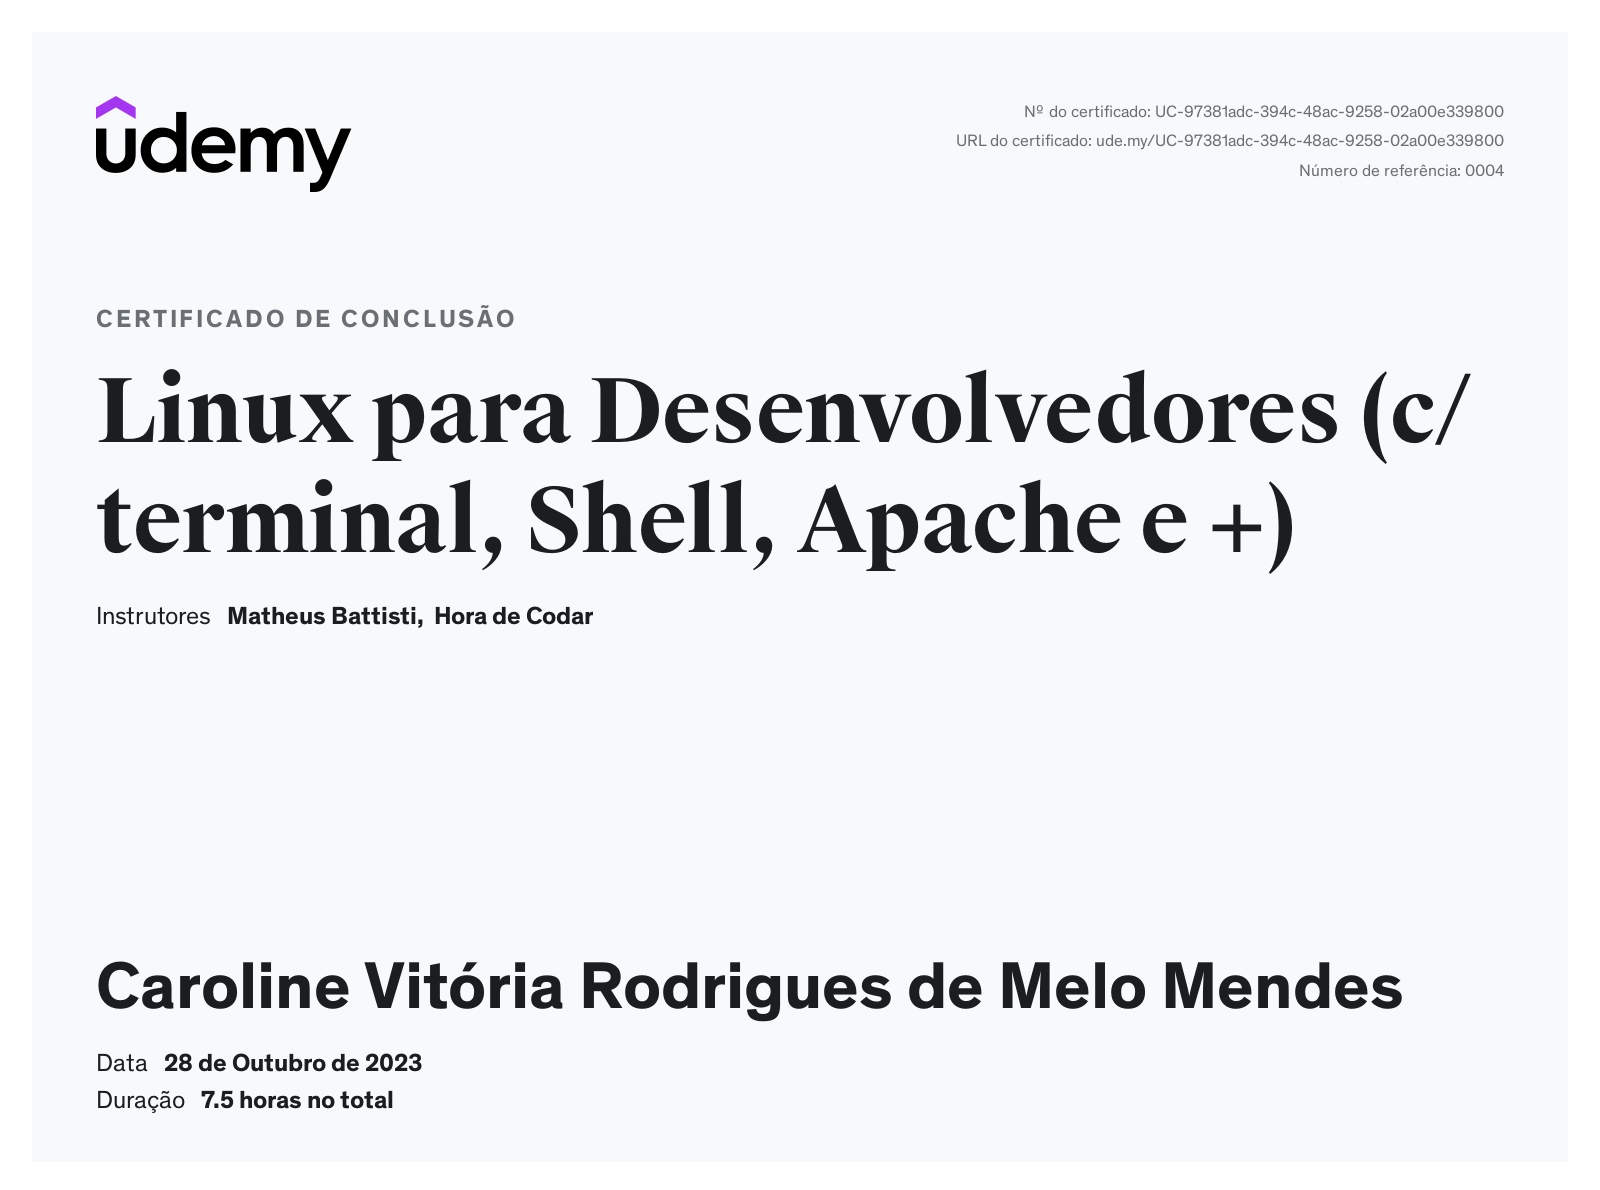 udemy
Nº do certificado: UC-97381adc-394c-48ac-9258-02a00e339800
URL do certificado: ude.my/UC-97381adc-394c-48ac-9258-02a00e339800
Número de referência: 0004
CERTIFICADO DE CONCLUSÃO
Linux para Desenvolvedores (c/
terminal, Shell, Apache e +)
Instrutores Matheus Battisti, Hora de Codar
Caroline Vitória Rodrigues de Melo Mendes
Data 28 de Outubro de 2023
Duração 7.5 horas no total